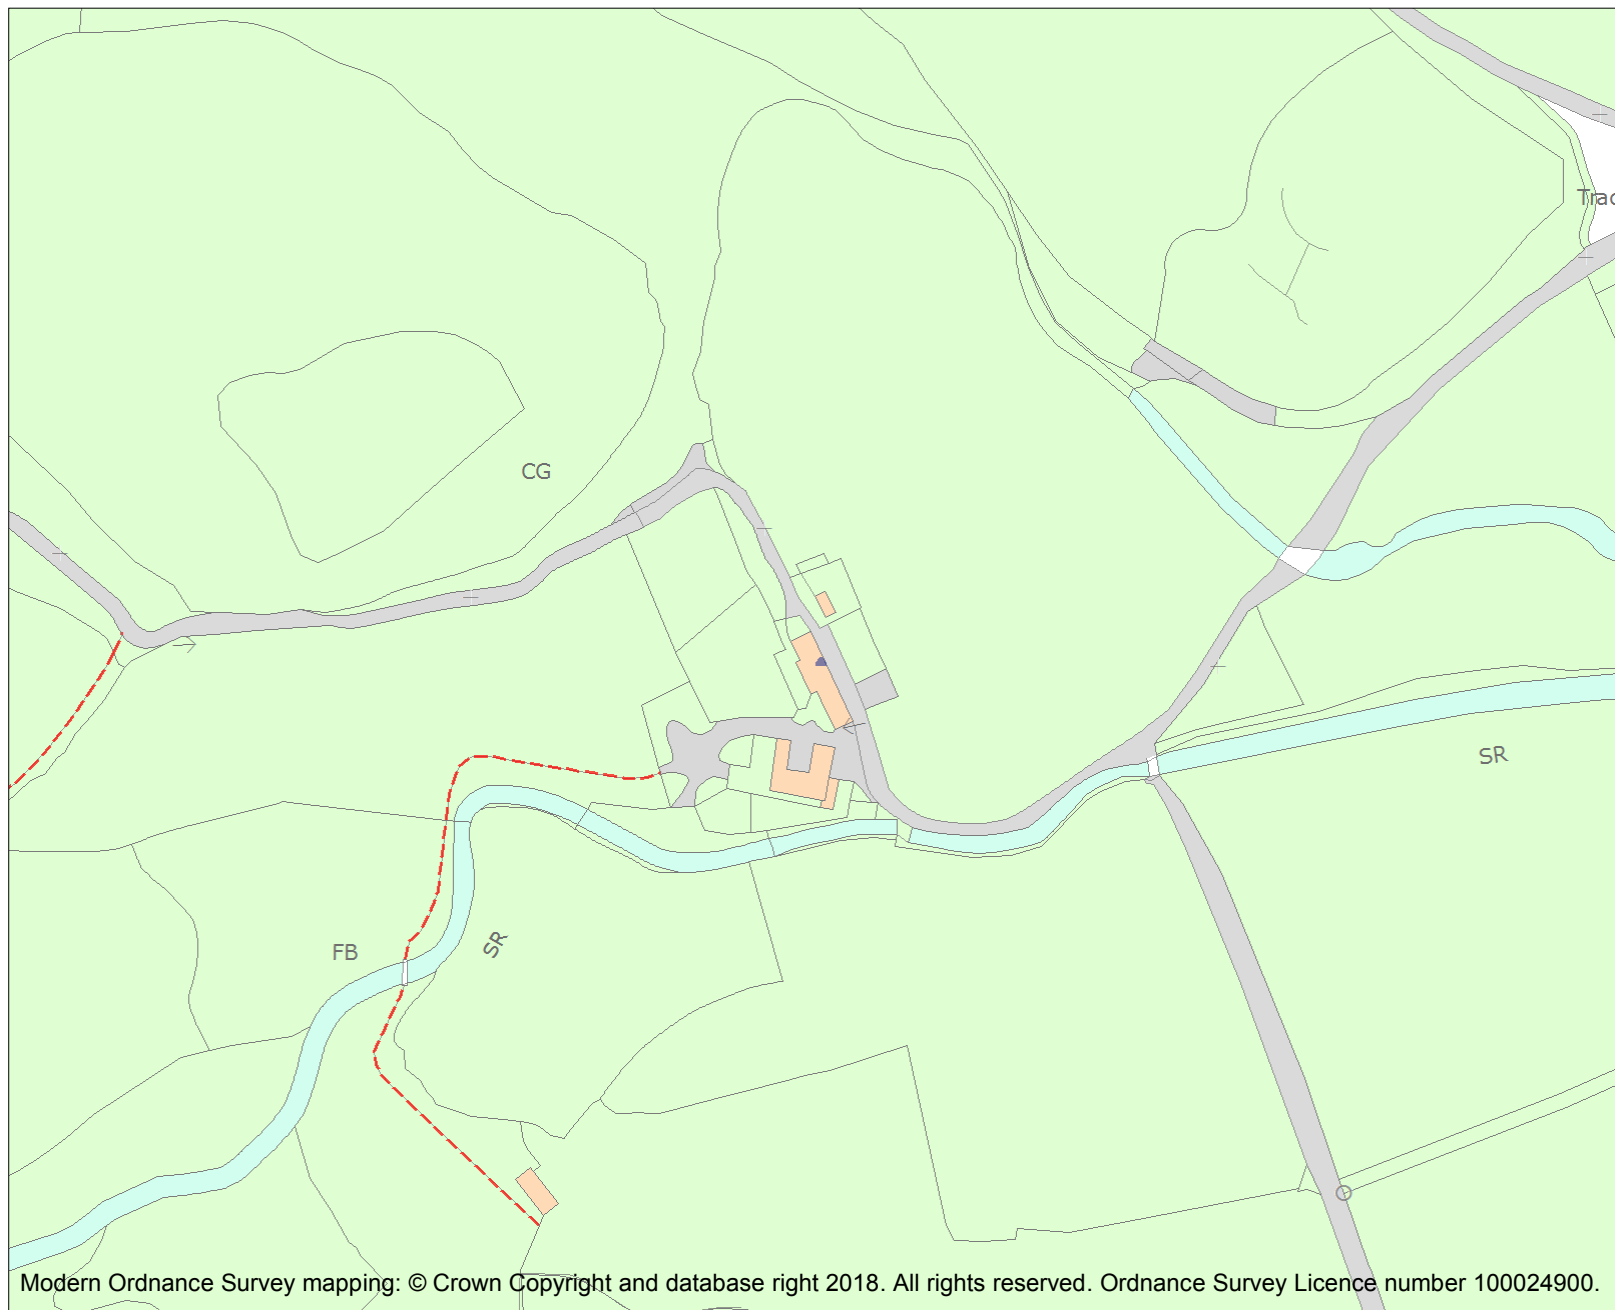 Trac
CG
SR
FB
SR
Modern Ordnance Survey mapping: © Crown Copyright and database right 2018. All rights reserved. Ordnance Survey Licence number 100024900.